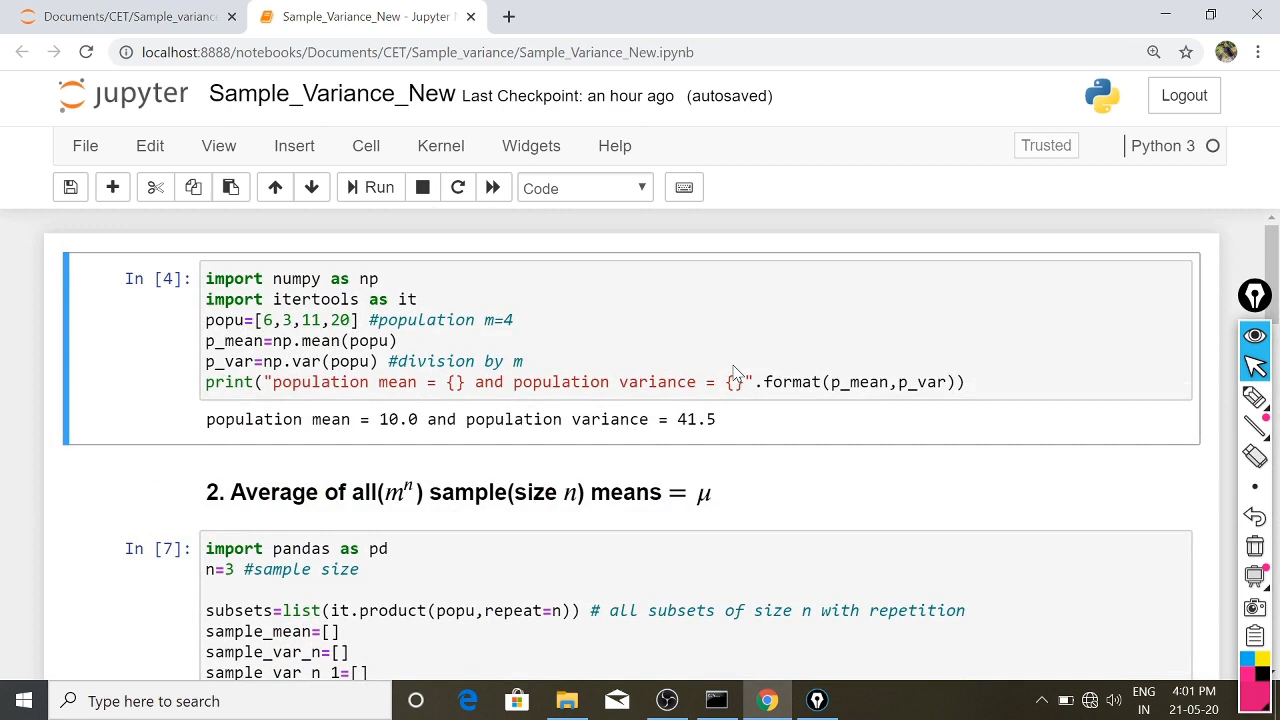 Documents/CET/Sample_variance
Sample_Variance_New - Jupyter N
localhost:8888/notebooks/Documents/CET/Sample_variance/Sample_Variance_New.ipynb
jupyter Sample_Variance_New Last Checkpoint: an hour ago (autosaved)
Logout
File Edit View Insert Cell Kernel Widgets Help
Trusted
Python 3
Run
Code
In [4]:
import numpy as np
import itertools as it
popu=[6,3,11,20] #population m=4
p_mean=np.mean(popu)
p_var=np.var(popu) #division by m
print("population mean = {} and population variance = {}".format(p_mean,p_var))
population mean = 10.0 and population variance = 41.5
2. Average of all(mⁿ) sample(size n) means = μ
In [7]:
import pandas as pd
n=3 #sample size
subsets=list(it.product(popu,repeat=n)) # all subsets of size n with repetition
sample_mean=[]
sample_var_n=[]
sample_var_n_1=[]
Type here to search
ENG
IN
4:01 PM
21-05-20